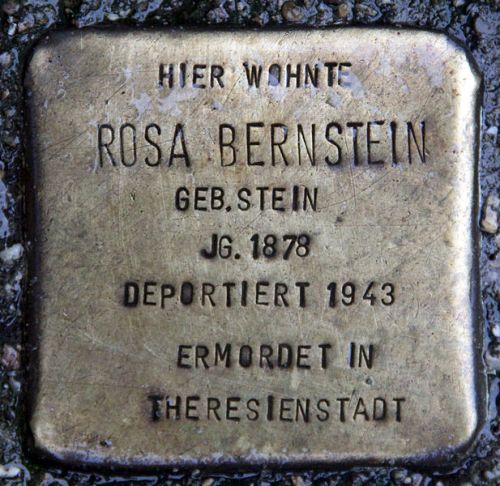 HIER WOHNTE
ROSA BERNSTEIN
GEB. STEIN
JG. 1878
DEPORTIERT 1943
ERMORDET IN
THERESIENSTADT